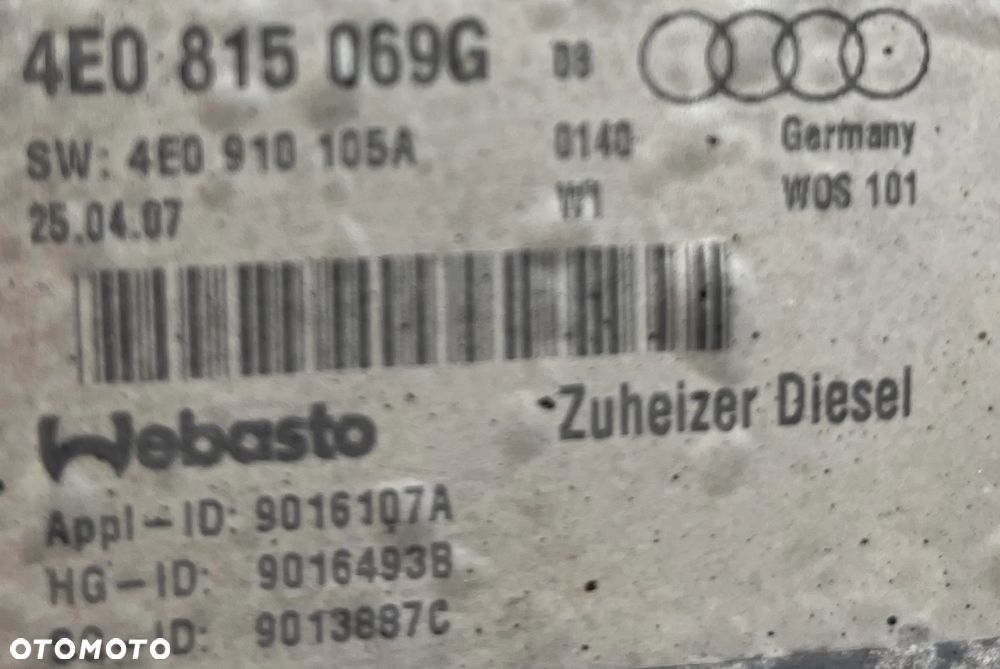 4E0 815 069G
SW: 4E0 910 105A 0140 Germany
25.04.07 WOS 101
Webasto Zuheizer Diesel
Appl-ID: 9016107A
HG-ID: 9016493B
-ID: 9013887C
OTOMOTO